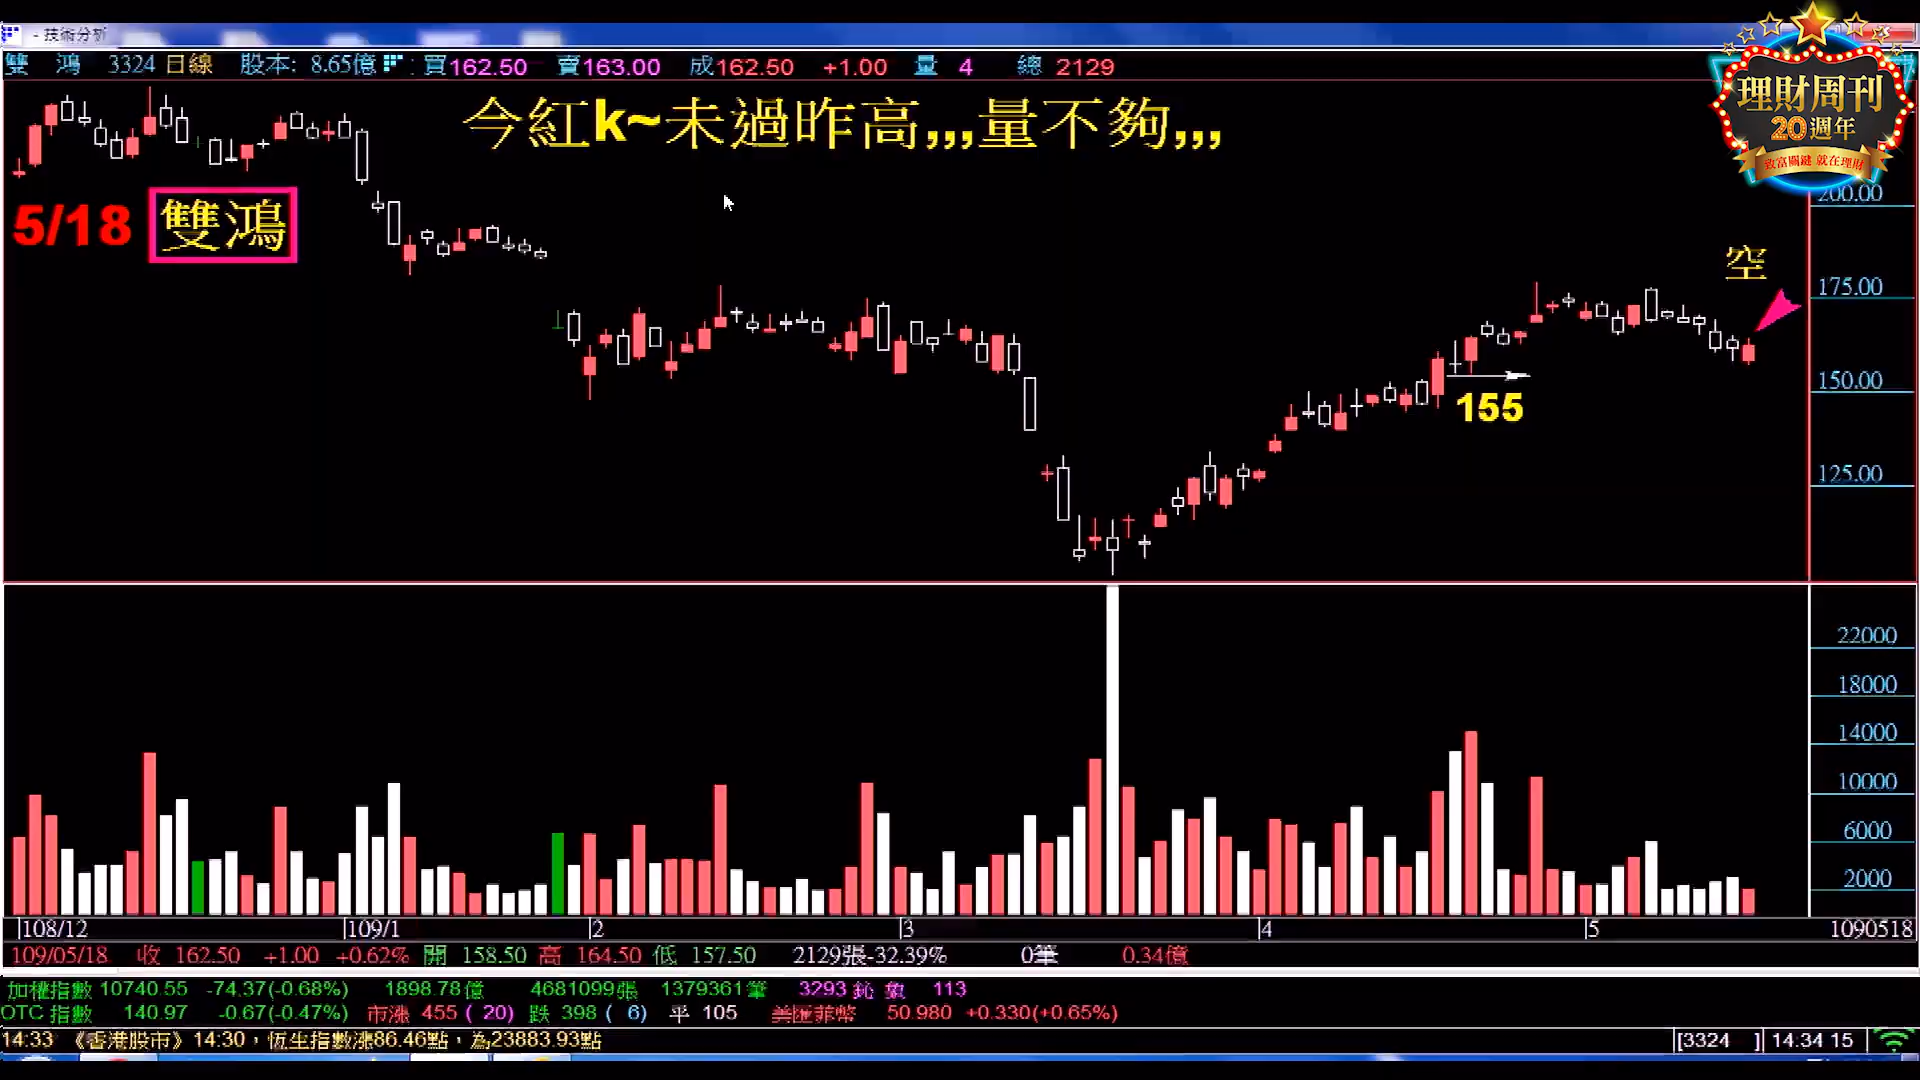 - 技術分析
雙 鴻 3324 日線 股本: 8.65億 : 買162.50 賣163.00 成162.50 +1.00 量 4 總 2129
理財周刊
20週年
致富關鍵 就在理財
今紅k~未過昨高,,,量不夠,,,
5/18 雙鴻
空
155
200.00
175.00
150.00
125.00
22000
18000
14000
10000
6000
2000
108/12 109/1 2 3 4 5 1090518
109/05/18 收 162.50 +1.00 +0.62% 開 158.50 高 164.50 低 157.50 2129張-32.39% 0筆 0.34億
加權指數 10740.55 -74.37(-0.68%) 1898.78億 4681099張 1379361筆 3293 113
OTC 指數 140.97 -0.67(-0.47%) 市漲 455 ( 20) 跌 398 ( 6) 平 105 美匯菲幣 50.980 +0.330(+0.65%)
14:33 《香港股市》14:30，恆生指數漲86.46點，為23883.93點 [3324 ] 14:34 15